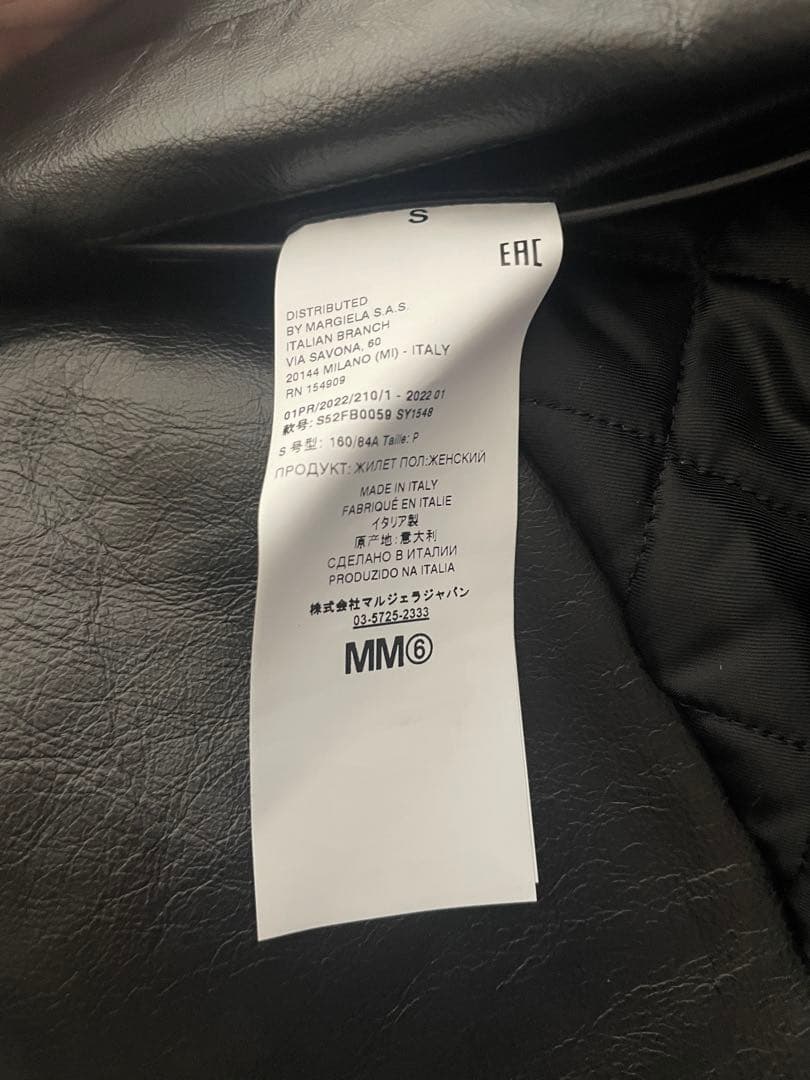 S
EAC
DISTRIBUTED
BY MARGIELA S.A.S.
ITALIAN BRANCH
VIA SAVONA, 60
20144 MILANO (MI) - ITALY
RN 154909
01PR/2022/210/1 - 2022 01
款号: S52FB0059 SY1548
S 号型: 160/84A Taille: P
ПРОДУКТ: ЖИЛЕТ ПОЛ:ЖЕНСКИЙ
MADE IN ITALY
FABRIQUÉ EN ITALIE
イタリア製
原产地:意大利
СДЕЛАНО В ИТАЛИИ
PRODUZIDO NA ITALIA
株式会社マルジェラジャパン
03-5725-2333
MM⑥